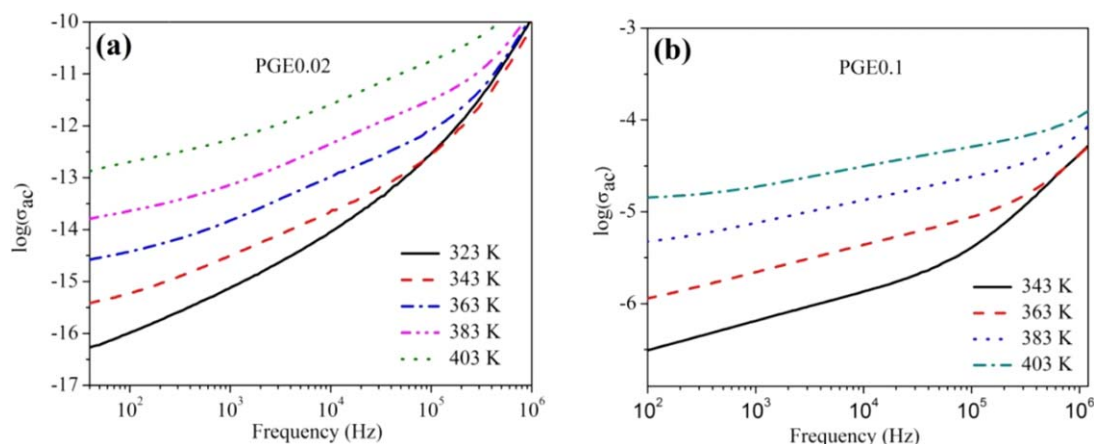 (a)
PGE0.02
log(σac)
-10
-11
-12
-13
-14
-15
-16
-17
323 K
343 K
363 K
383 K
403 K
10² 10³ 10⁴ 10⁵ 10⁶
Frequency (Hz)
(b)
PGE0.1
log(σac)
-3
-4
-5
-6
343 K
363 K
383 K
403 K
10² 10³ 10⁴ 10⁵ 10⁶
Frequency (Hz)